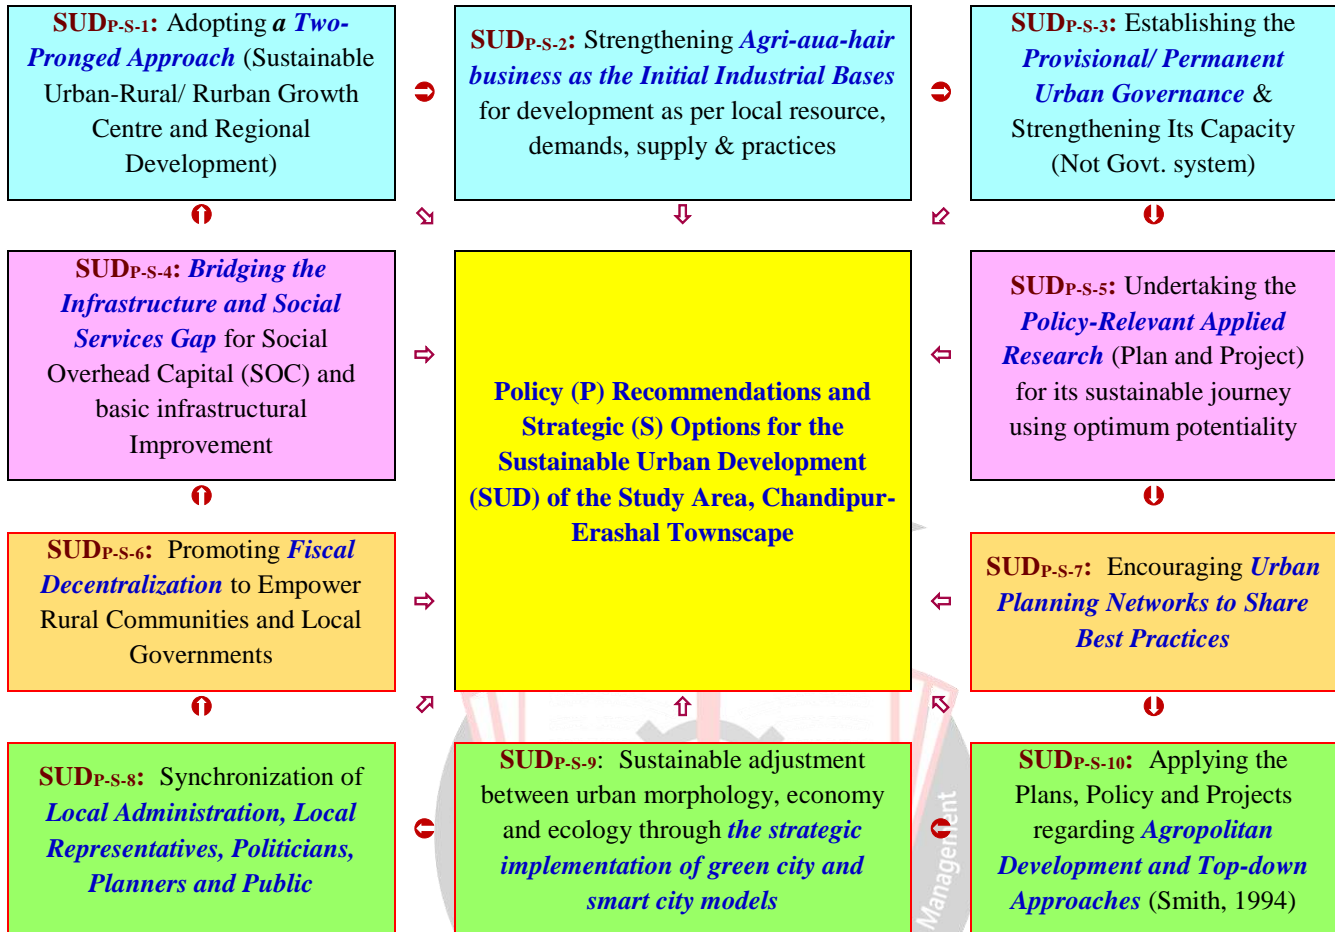 SUDP-S-1: Adopting a Two-
Pronged Approach (Sustainable
Urban-Rural/ Rurban Growth
Centre and Regional
Development)
SUDP-S-2: Strengthening Agri-aua-hair
business as the Initial Industrial Bases
for development as per local resource,
demands, supply & practices
SUDP-S-3: Establishing the
Provisional/ Permanent
Urban Governance &
Strengthening Its Capacity
(Not Govt. system)
SUDP-S-4: Bridging the
Infrastructure and Social
Services Gap for Social
Overhead Capital (SOC) and
basic infrastructural
Improvement
Policy (P) Recommendations and
Strategic (S) Options for the
Sustainable Urban Development
(SUD) of the Study Area, Chandipur-
Erashal Townscape
SUDP-S-5: Undertaking the
Policy-Relevant Applied
Research (Plan and Project)
for its sustainable journey
using optimum potentiality
SUDP-S-6: Promoting Fiscal
Decentralization to Empower
Rural Communities and Local
Governments
SUDP-S-7: Encouraging Urban
Planning Networks to Share
Best Practices
SUDP-S-8: Synchronization of
Local Administration, Local
Representatives, Politicians,
Planners and Public
SUDP-S-9: Sustainable adjustment
between urban morphology, economy
and ecology through the strategic
implementation of green city and
smart city models
Management
SUDP-S-10: Applying the
Plans, Policy and Projects
regarding Agropolitan
Development and Top-down
Approaches (Smith, 1994)